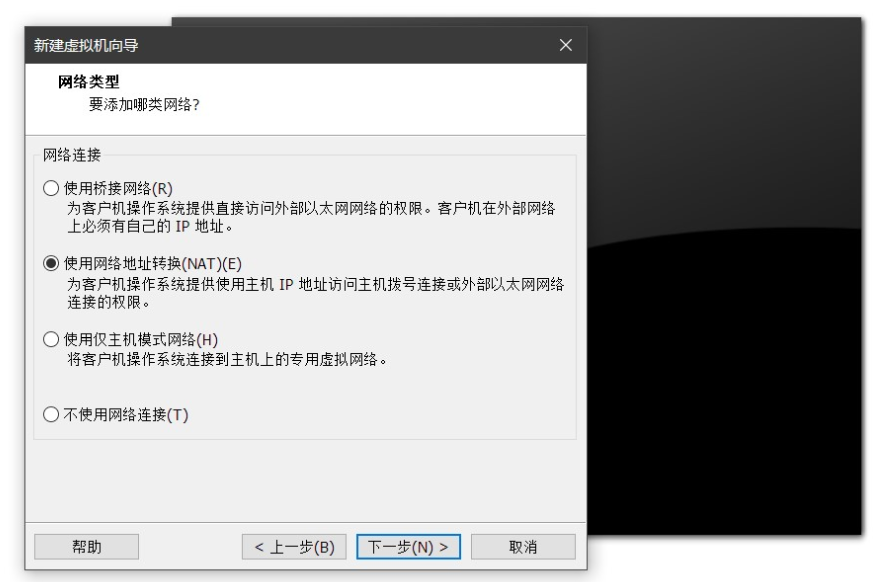 新建虚拟机向导
网络类型
要添加哪类网络?
网络连接
使用桥接网络(R)
为客户机操作系统提供直接访问外部以太网网络的权限。客户机在外部网络
上必须有自己的 IP 地址。
使用网络地址转换(NAT)(E)
为客户机操作系统提供使用主机 IP 地址访问主机拨号连接或外部以太网网络
连接的权限。
使用仅主机模式网络(H)
将客户机操作系统连接到主机上的专用虚拟网络。
不使用网络连接(T)
帮助
< 上一步(B)
下一步(N) >
取消